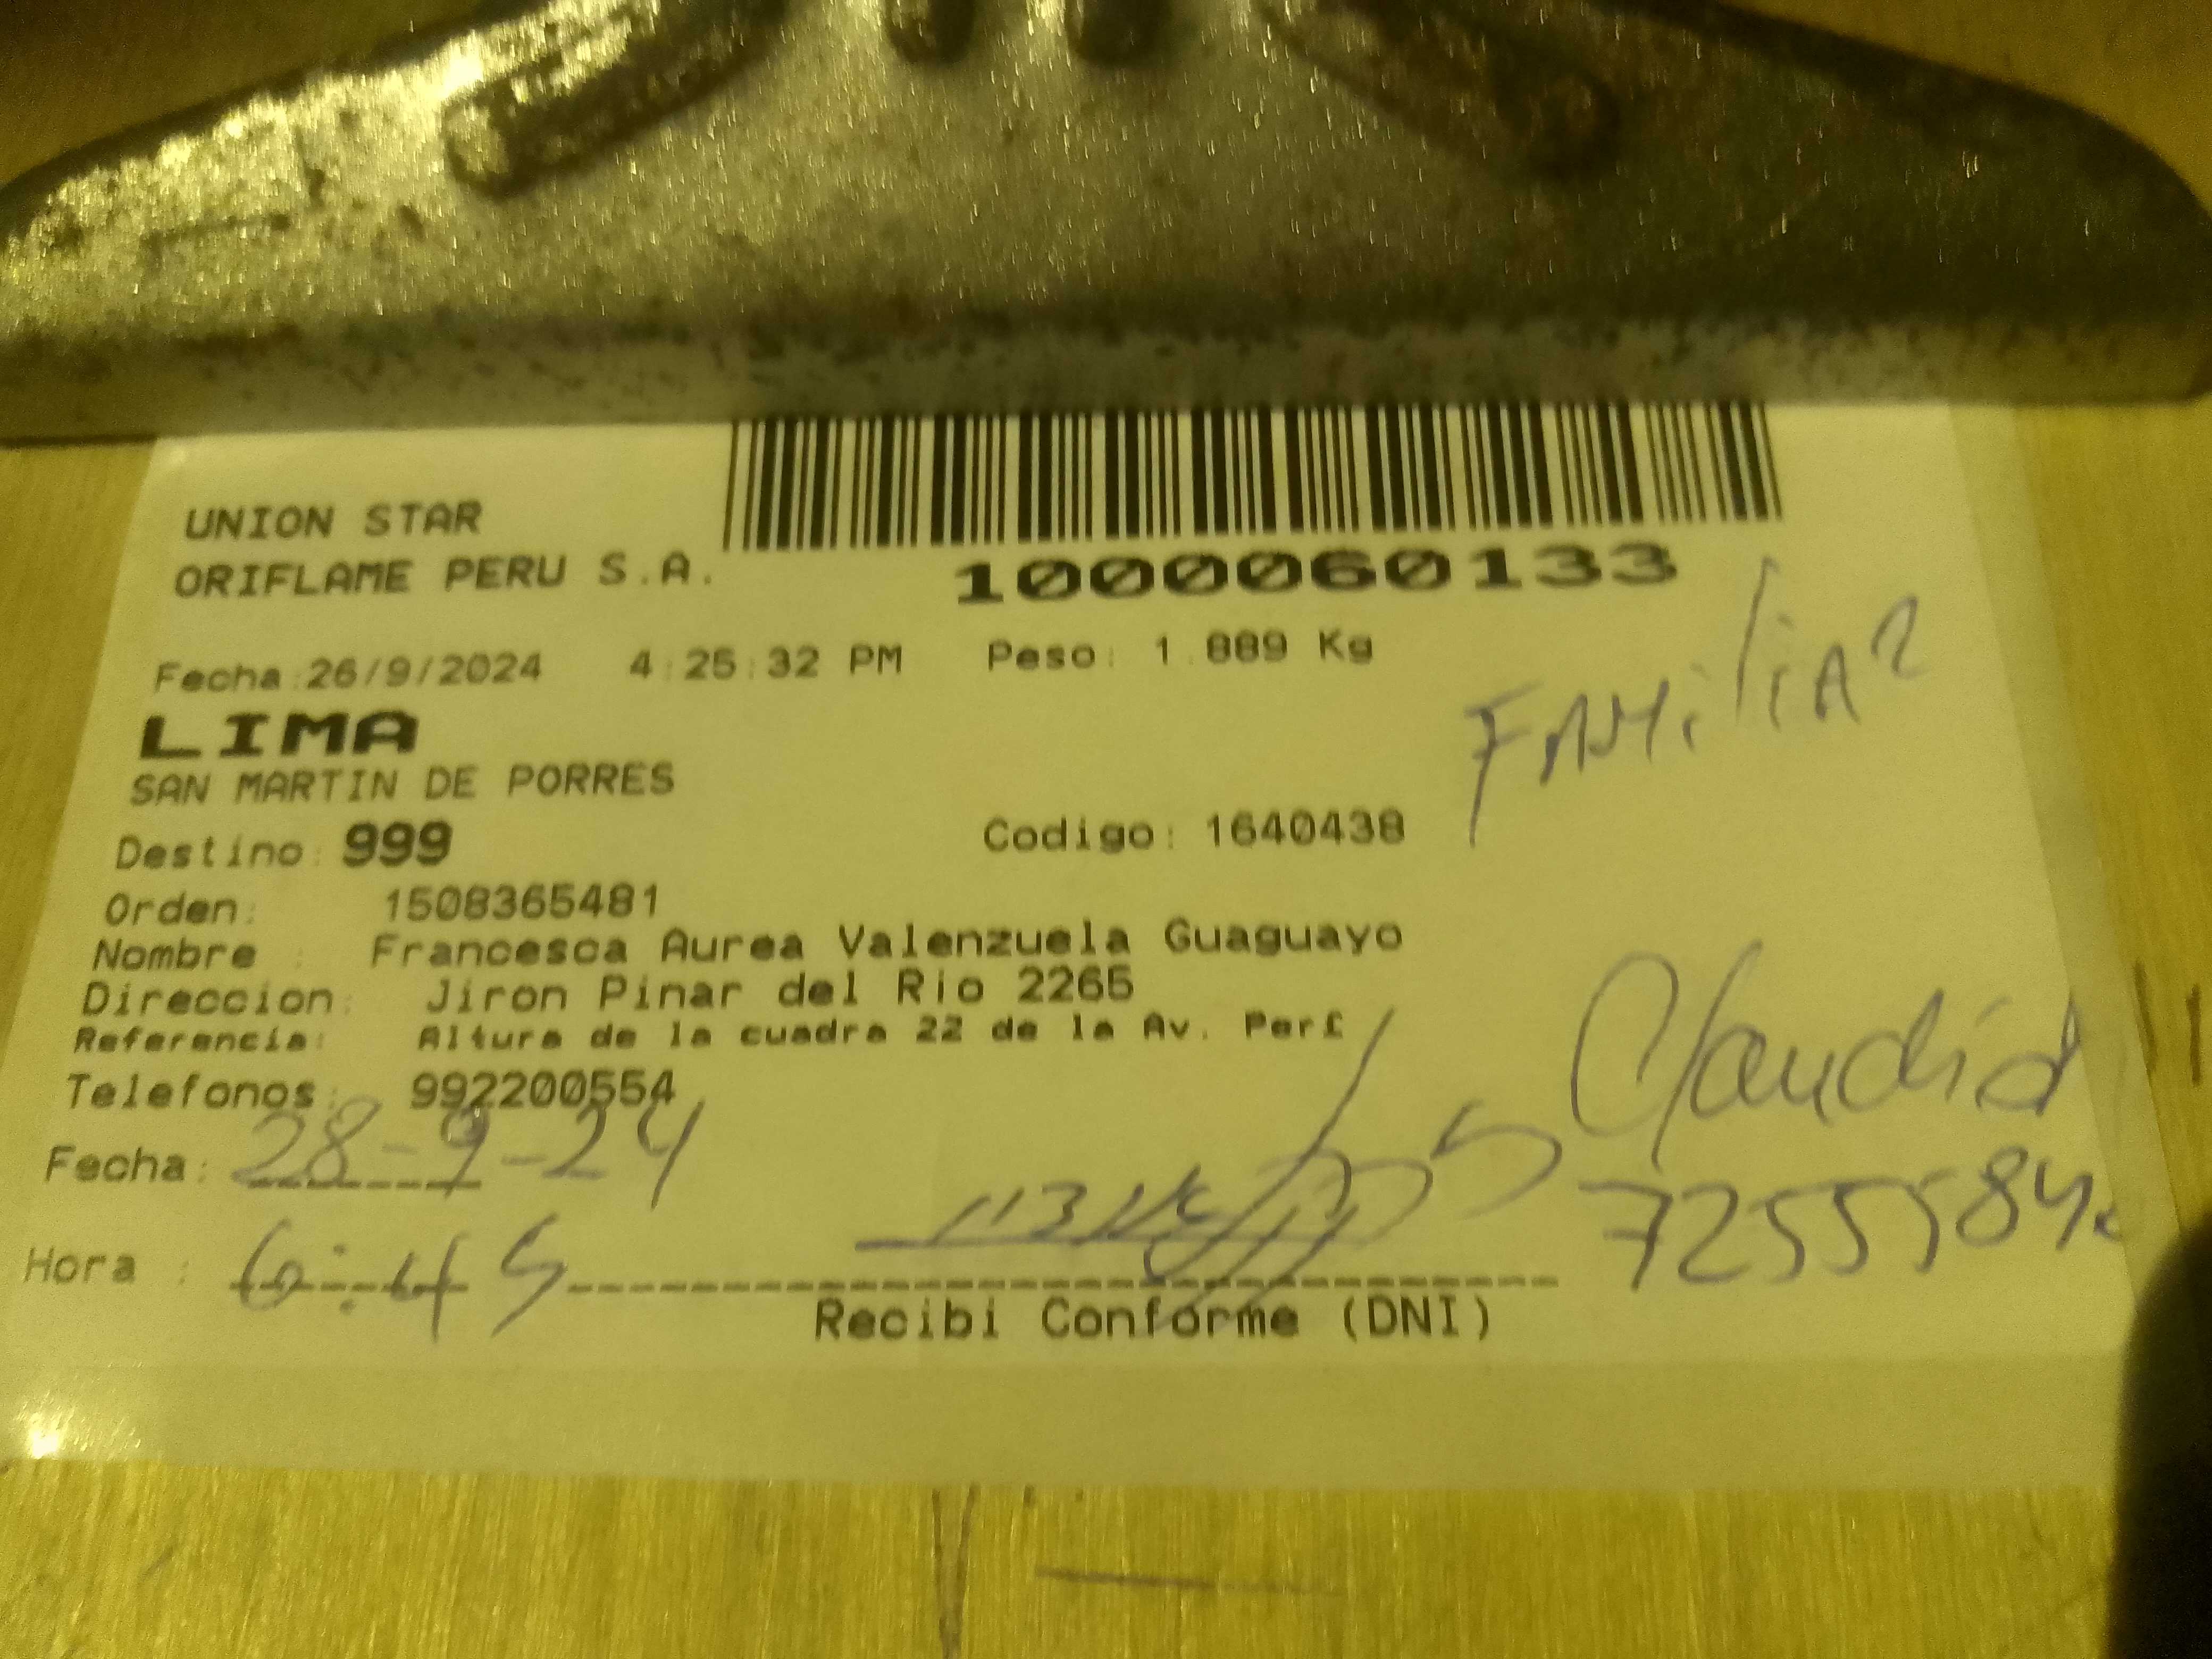 UNION STAR
ORIFLAME PERU S.A.
1000060133
Fecha:26/9/2024 4:25:32 PM Peso: 1.889 Kg
FAMiliAR
LIMA
SAN MARTIN DE PORRES
Destino: 999 Codigo: 1640438
Orden: 1508365481
Nombre : Francesca Aurea Valenzuela Guaguayo
Direccion: Jiron Pinar del Rio 2265
Referencia: Altura de la cuadra 22 de la Av. Per£
Claudia
Telefonos: 992200554
Fecha: 28-9-24
Hora : 6:45
Recibi Conforme (DNI)